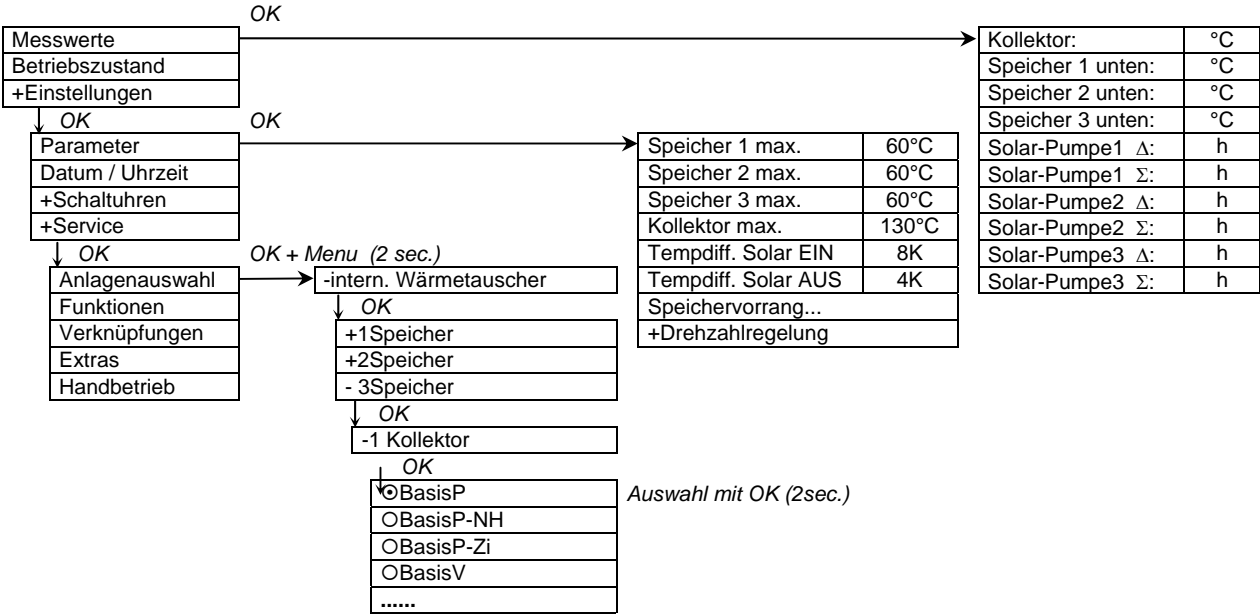 OK
Messwerte
Betriebszustand
+Einstellungen
OK
OK
Parameter
Datum / Uhrzeit
+Schaltuhren
+Service
OK
OK + Menu (2 sec.)
Anlagenauswahl
Funktionen
Verknüpfungen
Extras
Handbetrieb
-intern. Wärmetauscher
OK
+1Speicher
+2Speicher
- 3Speicher
OK
-1 Kollektor
OK
⊙BasisP
○BasisP-NH
○BasisP-Zi
○BasisV
......
Auswahl mit OK (2sec.)
Speicher 1 max. 60°C
Speicher 2 max. 60°C
Speicher 3 max. 60°C
Kollektor max. 130°C
Tempdiff. Solar EIN 8K
Tempdiff. Solar AUS 4K
Speichervorrang...
+Drehzahlregelung
Kollektor: °C
Speicher 1 unten: °C
Speicher 2 unten: °C
Speicher 3 unten: °C
Solar-Pumpe1 Δ: h
Solar-Pumpe1 Σ: h
Solar-Pumpe2 Δ: h
Solar-Pumpe2 Σ: h
Solar-Pumpe3 Δ: h
Solar-Pumpe3 Σ: h